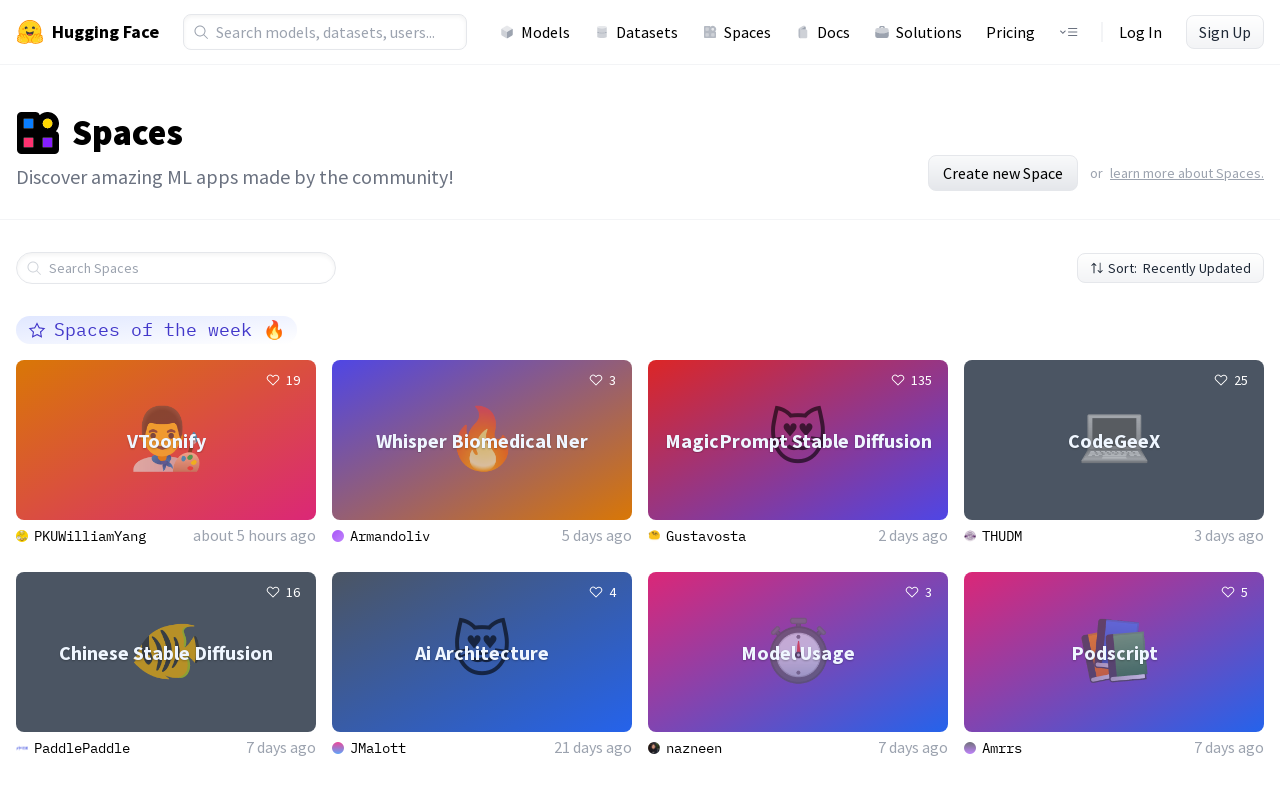 Hugging Face
Search models, datasets, users...
Models
Datasets
Spaces
Docs
Solutions
Pricing
Log In
Sign Up
Spaces
Discover amazing ML apps made by the community!
Create new Space
or learn more about Spaces.
Search Spaces
Sort: Recently Updated
Spaces of the week 🔥
19
VToonify
PKUWilliamYang
about 5 hours ago
3
Whisper Biomedical Ner
Armandoliv
5 days ago
135
MagicPrompt Stable Diffusion
Gustavosta
2 days ago
25
CodeGeeX
THUDM
3 days ago
16
Chinese Stable Diffusion
PaddlePaddle
7 days ago
4
Ai Architecture
JMalott
21 days ago
3
Model Usage
nazneen
7 days ago
5
Podscript
Amrrs
7 days ago